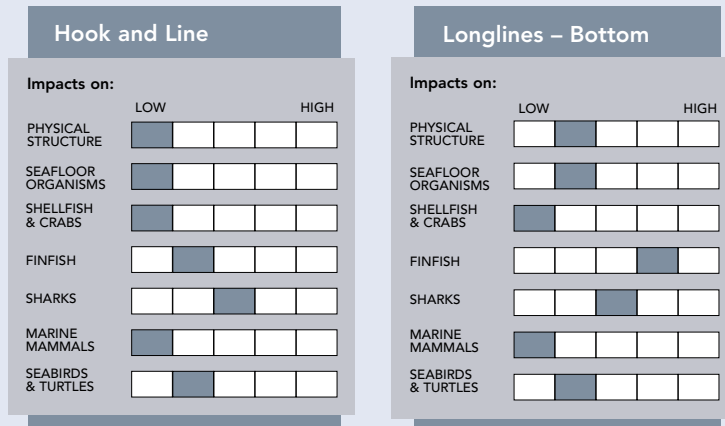 Hook and Line
Impacts on:
LOW HIGH
PHYSICAL
STRUCTURE
SEAFLOOR
ORGANISMS
SHELLFISH
& CRABS
FINFISH
SHARKS
MARINE
MAMMALS
SEABIRDS
& TURTLES
Longlines – Bottom
Impacts on:
LOW HIGH
PHYSICAL
STRUCTURE
SEAFLOOR
ORGANISMS
SHELLFISH
& CRABS
FINFISH
SHARKS
MARINE
MAMMALS
SEABIRDS
& TURTLES